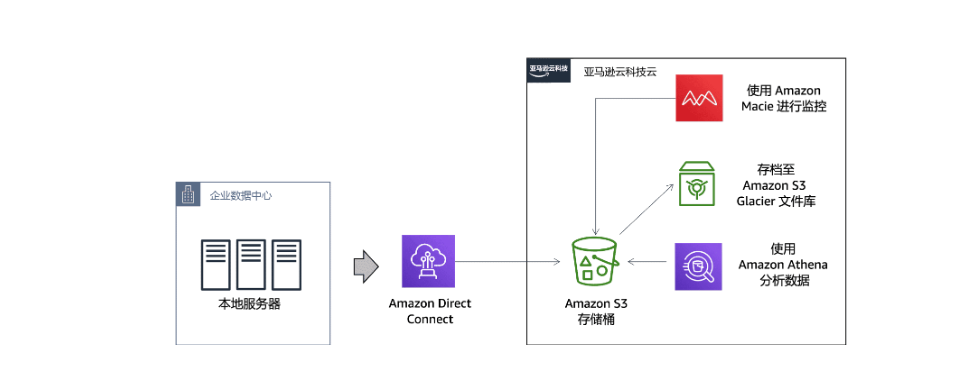 亚马逊云科技
亚马逊云科技云
使用 Amazon
Macie 进行监控
存档至
Amazon S3
Glacier 文件库
企业数据中心
本地服务器
Amazon Direct
Connect
Amazon S3
存储桶
使用
Amazon Athena
分析数据